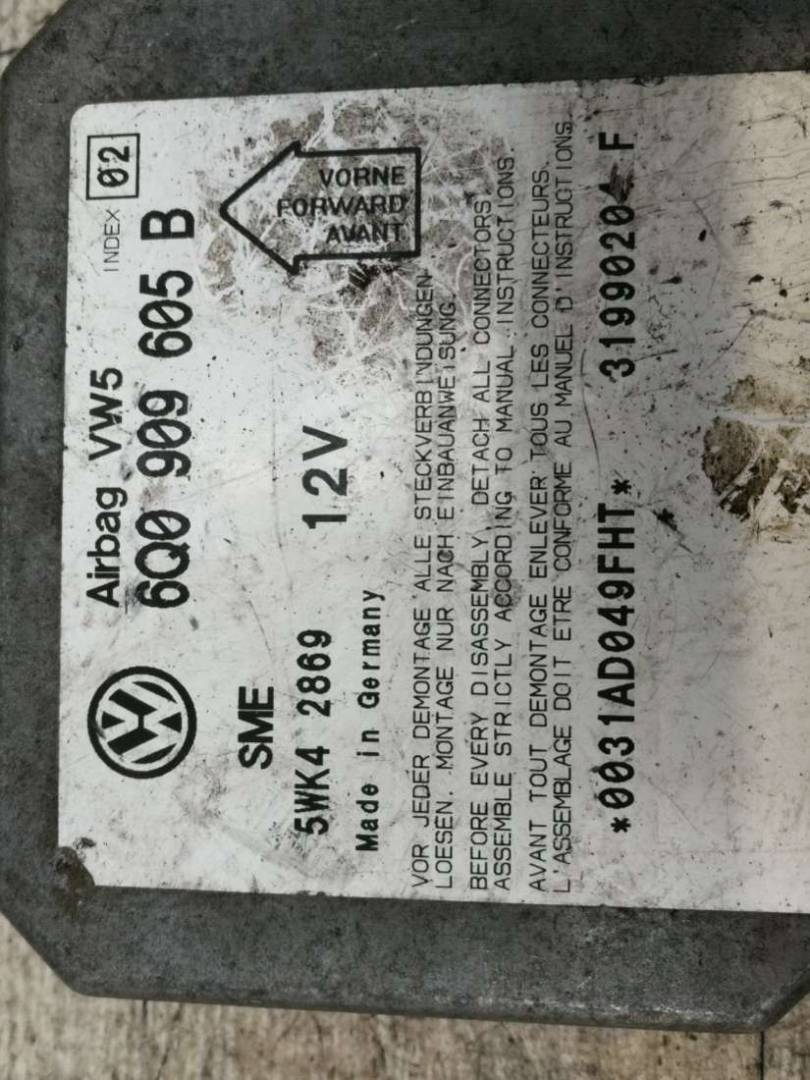 Airbag VW5
INDEX 02
6Q0 909 605 B
SME
5WK4 2869
12V
Made in Germany
VORNE
FORWARD
AVANT
VOR JEDER DEMONTAGE ALLE STECKVERBINDUNGEN
LOESEN. MONTAGE NUR NACH EINBAUANWEISUNG.
BEFORE EVERY DISASSEMBLY, DETACH ALL CONNECTORS.
ASSEMBLE STRICTLY ACCORDING TO MANUAL INSTRUCTIONS.
AVANT TOUT DEMONTAGE ENLEVER TOUS LES CONNECTEURS.
L'ASSEMBLAGE DOIT ETRE CONFORME AU MANUEL D'INSTRUCTIONS.
*0031AD049FHT*
F